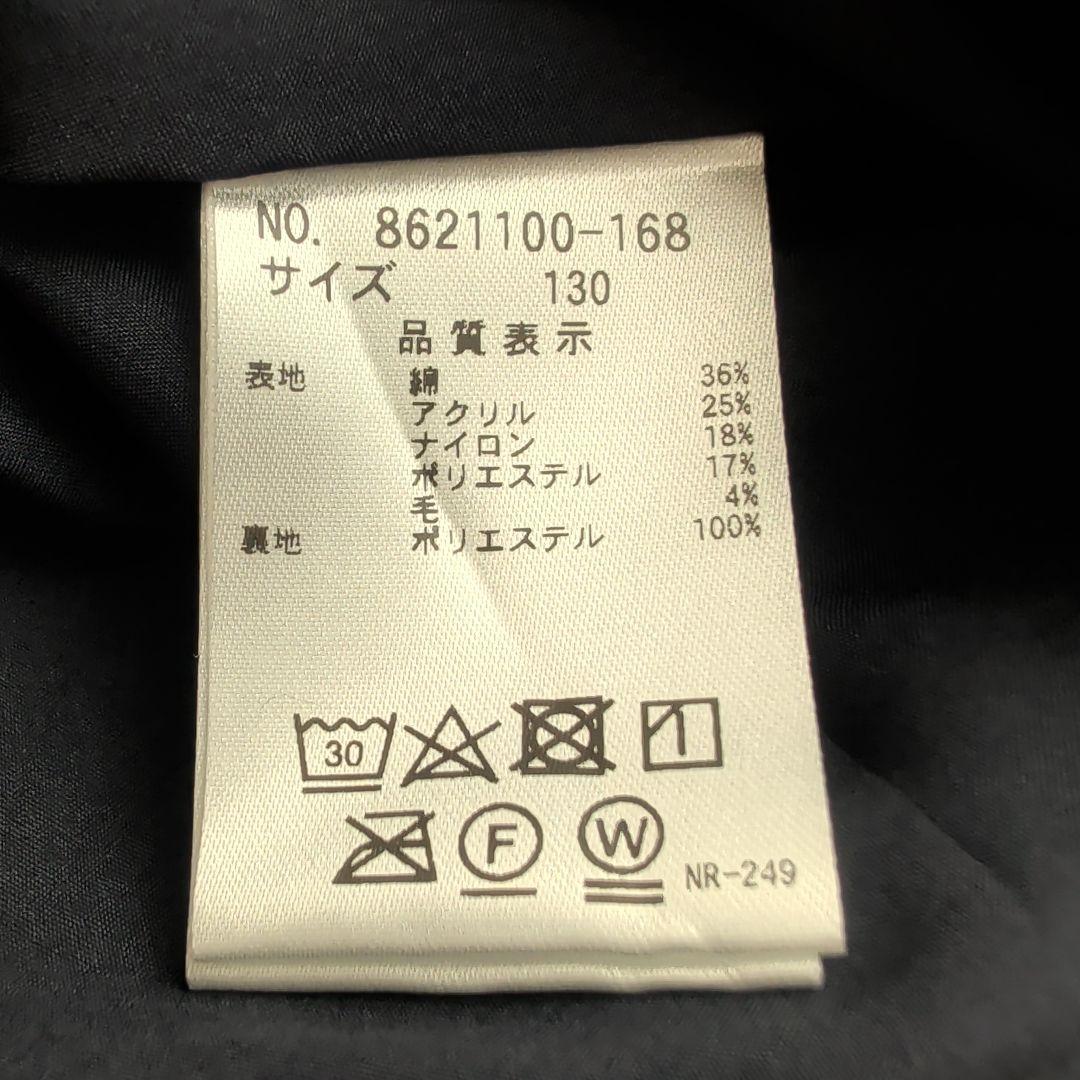 NO. 8621100-168
サイズ 130
品質表示
表地 綿 36%
アクリル 25%
ナイロン 18%
ポリエステル 17%
毛 4%
裏地 ポリエステル 100%
30
F W NR-249